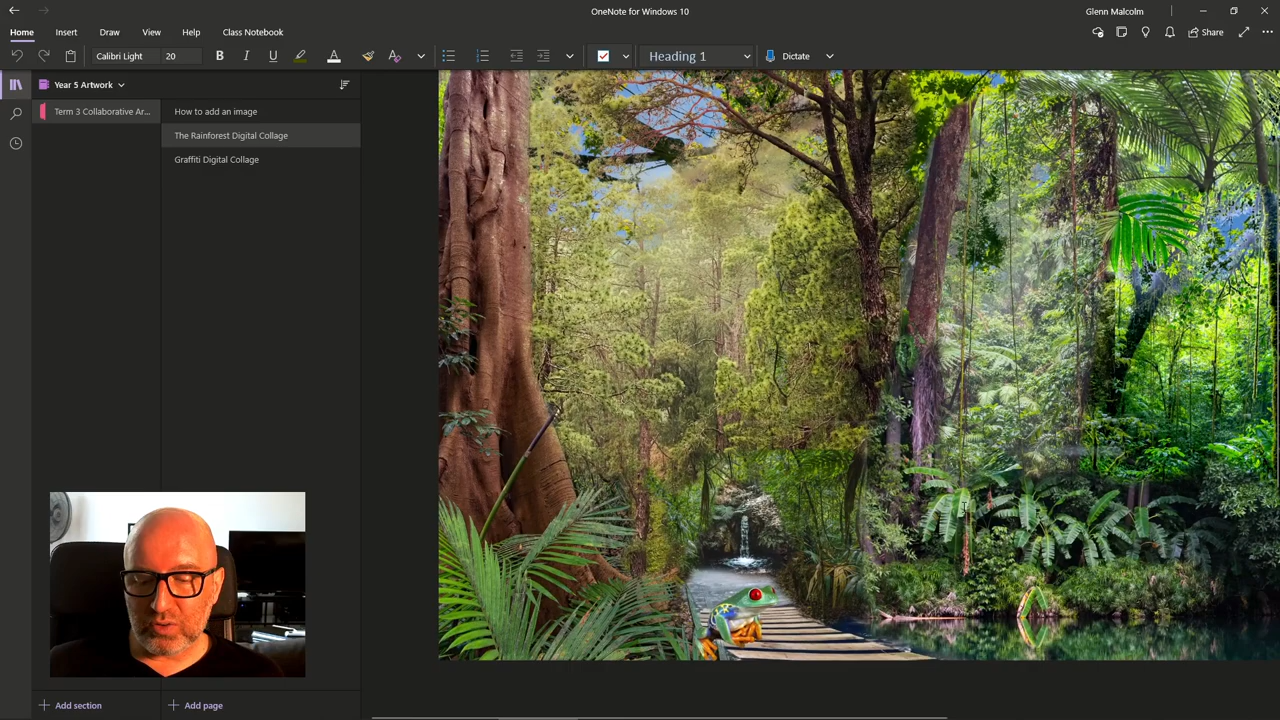 OneNote for Windows 10
Glenn Malcolm
Home
Insert
Draw
View
Help
Class Notebook
Share
Calibri Light
20
B
I
U
A
Heading 1
Dictate
Year 5 Artwork
Term 3 Collaborative Ar...
How to add an image
The Rainforest Digital Collage
Graffiti Digital Collage
Add section
Add page